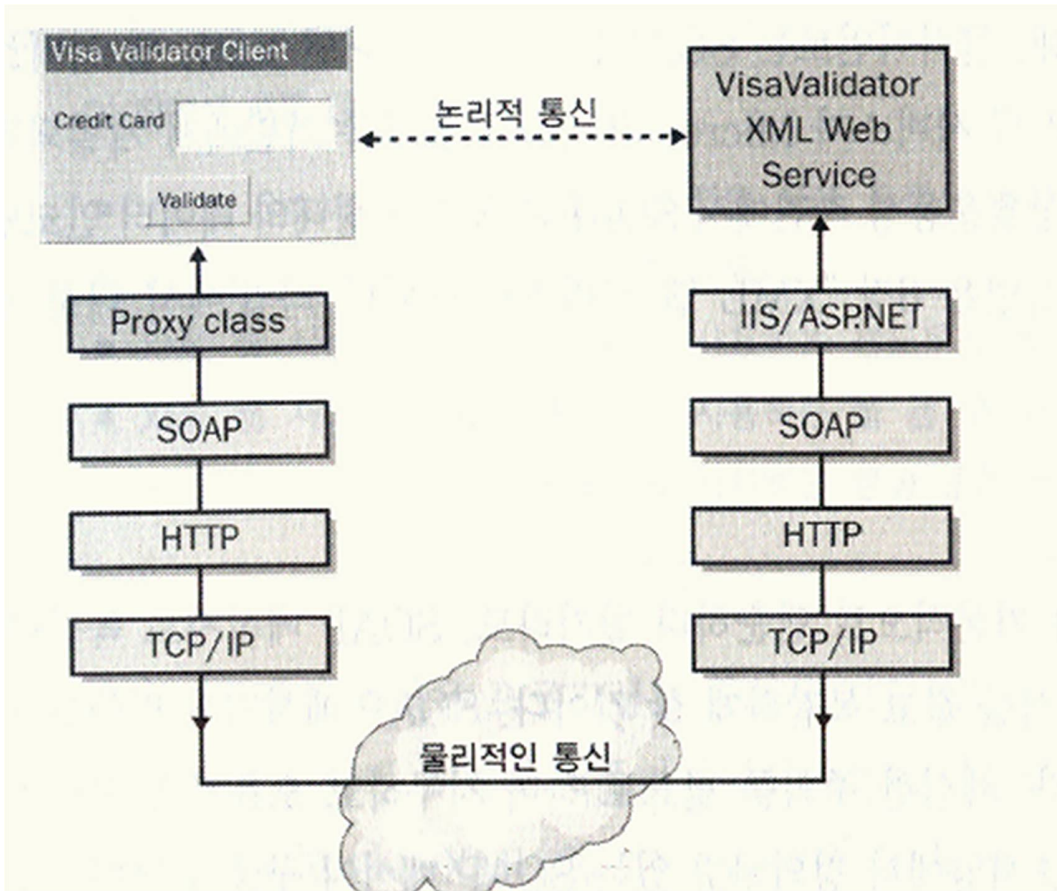 Visa Validator Client
Credit Card
Validate
논리적 통신
VisaValidator
XML Web
Service
Proxy class
IIS/ASP.NET
SOAP
SOAP
HTTP
HTTP
TCP/IP
TCP/IP
물리적인 통신